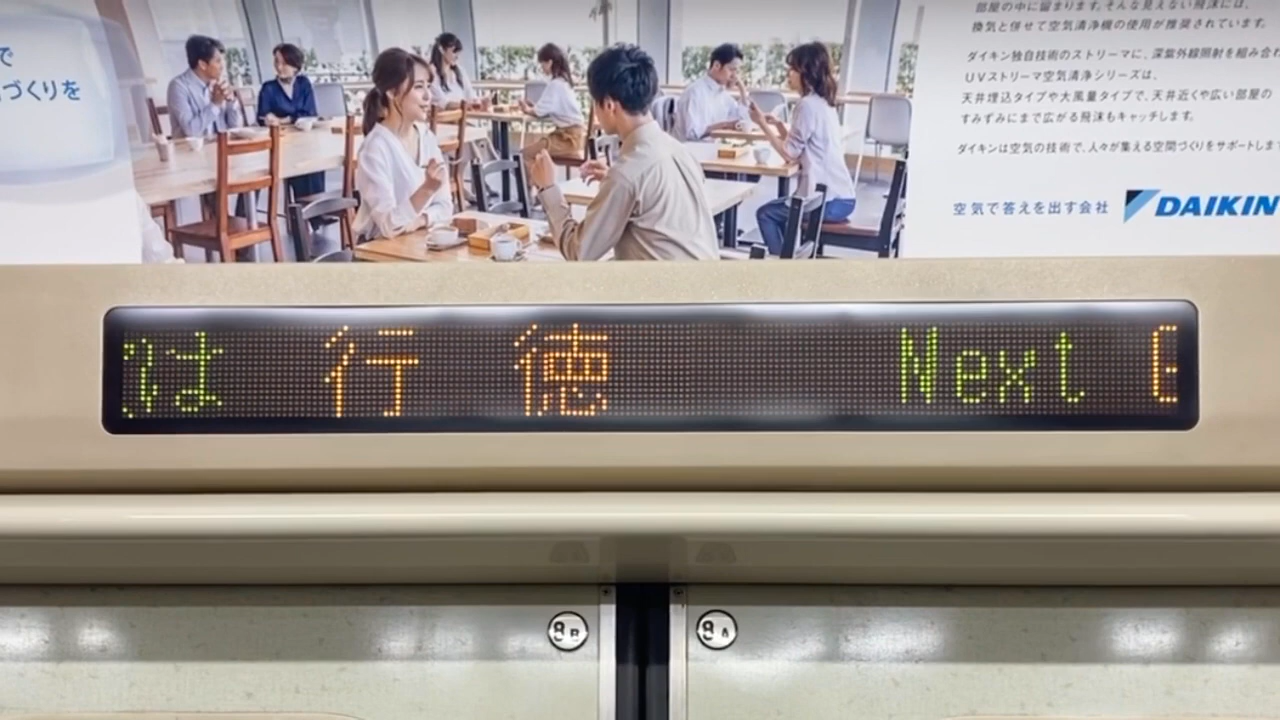 で
づくりを
部屋の中に留まります。そんな見えない飛沫には、
換気と併せて空気清浄機の使用が推奨されています。
ダイキン独自技術のストリーマに、深紫外線照射を組み合
UVストリーマ空気清浄シリーズは、
天井埋込タイプや大風量タイプで、天井近くや広い部屋の
すみずみにまで広がる飛沫もキャッチします。
ダイキンは空気の技術で、人々が集える空間づくりをサポートしま
空気で答えを出す会社 DAIKIN
は 行 徳 Next
8B 8A